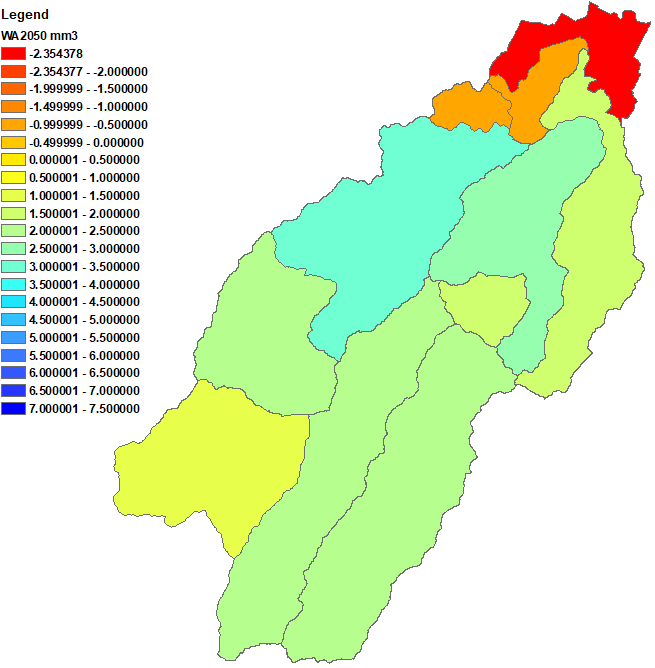 Legend
WA2050 mm3
-2.354378
-2.354377 - -2.000000
-1.999999 - -1.500000
-1.499999 - -1.000000
-0.999999 - -0.500000
-0.499999 - 0.000000
0.000001 - 0.500000
0.500001 - 1.000000
1.000001 - 1.500000
1.500001 - 2.000000
2.000001 - 2.500000
2.500001 - 3.000000
3.000001 - 3.500000
3.500001 - 4.000000
4.000001 - 4.500000
4.500001 - 5.000000
5.000001 - 5.500000
5.500001 - 6.000000
6.000001 - 6.500000
6.500001 - 7.000000
7.000001 - 7.500000